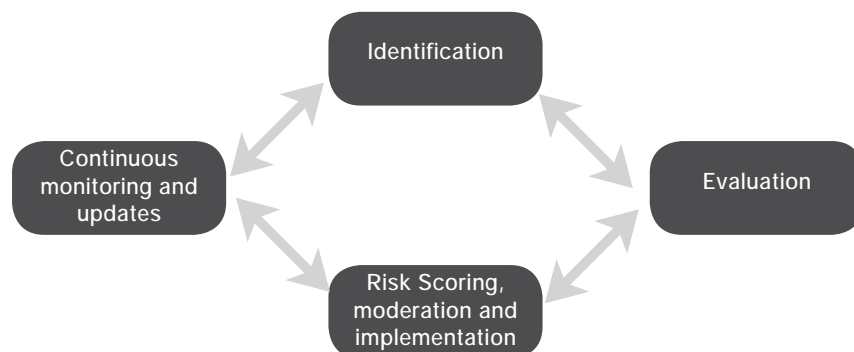 Identification
Continuous
monitoring and
updates
Evaluation
Risk Scoring,
moderation and
implementation